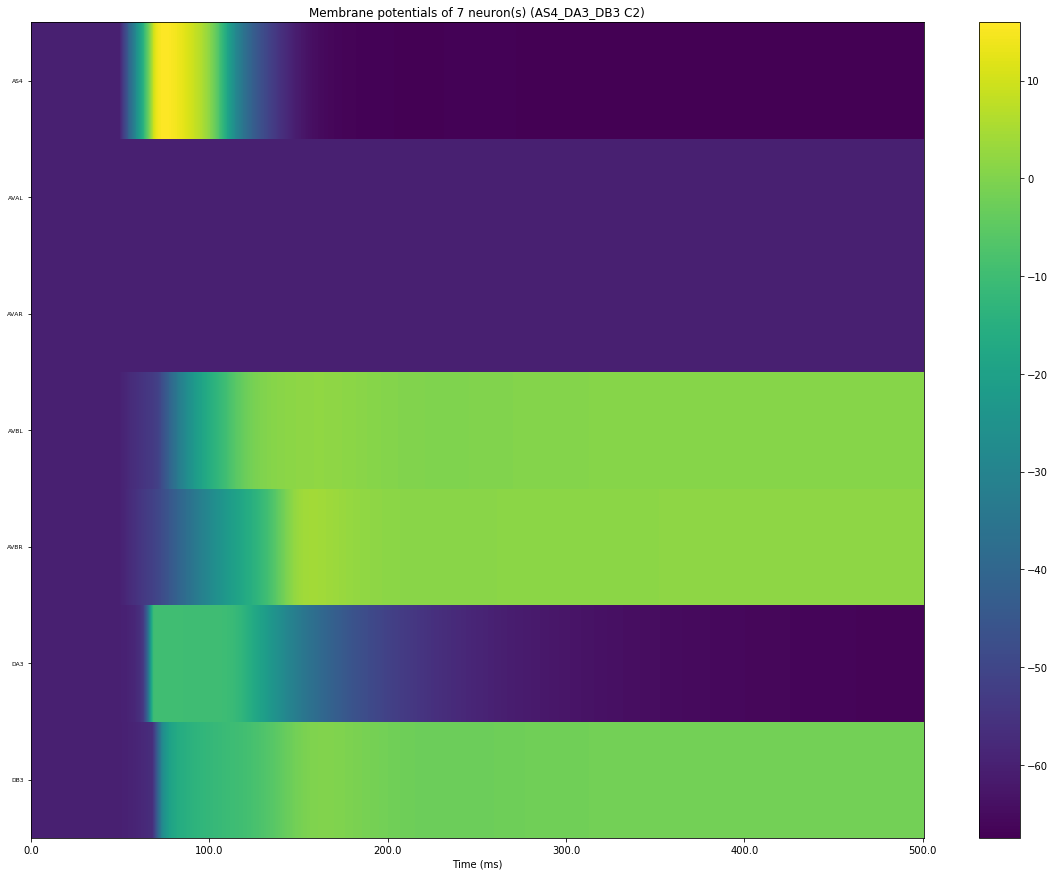 Membrane potentials of 7 neuron(s) (AS4_DA3_DB3 C2)
AS4
AVAL
AVAR
AVBL
AVBR
DA3
DB3
0.0 100.0 200.0 300.0 400.0 500.0
Time (ms)
10
0
−10
−20
−30
−40
−50
−60